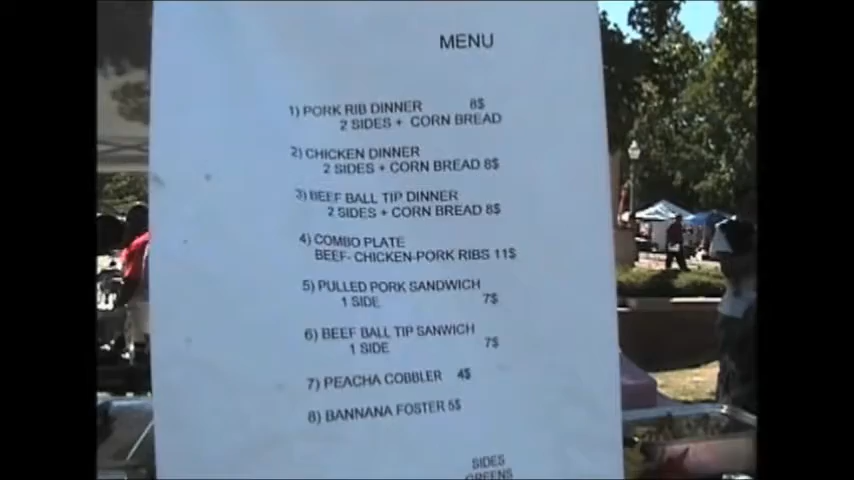 MENU
1) PORK RIB DINNER 8$
2 SIDES + CORN BREAD
2) CHICKEN DINNER
2 SIDES + CORN BREAD 8$
3) BEEF BALL TIP DINNER
2 SIDES + CORN BREAD 8$
4) COMBO PLATE
BEEF- CHICKEN-PORK RIBS 11$
5) PULLED PORK SANDWICH
1 SIDE 7$
6) BEEF BALL TIP SANWICH
1 SIDE 7$
7) PEACHA COBBLER 4$
8) BANNANA FOSTER 5$
SIDES
GREENS